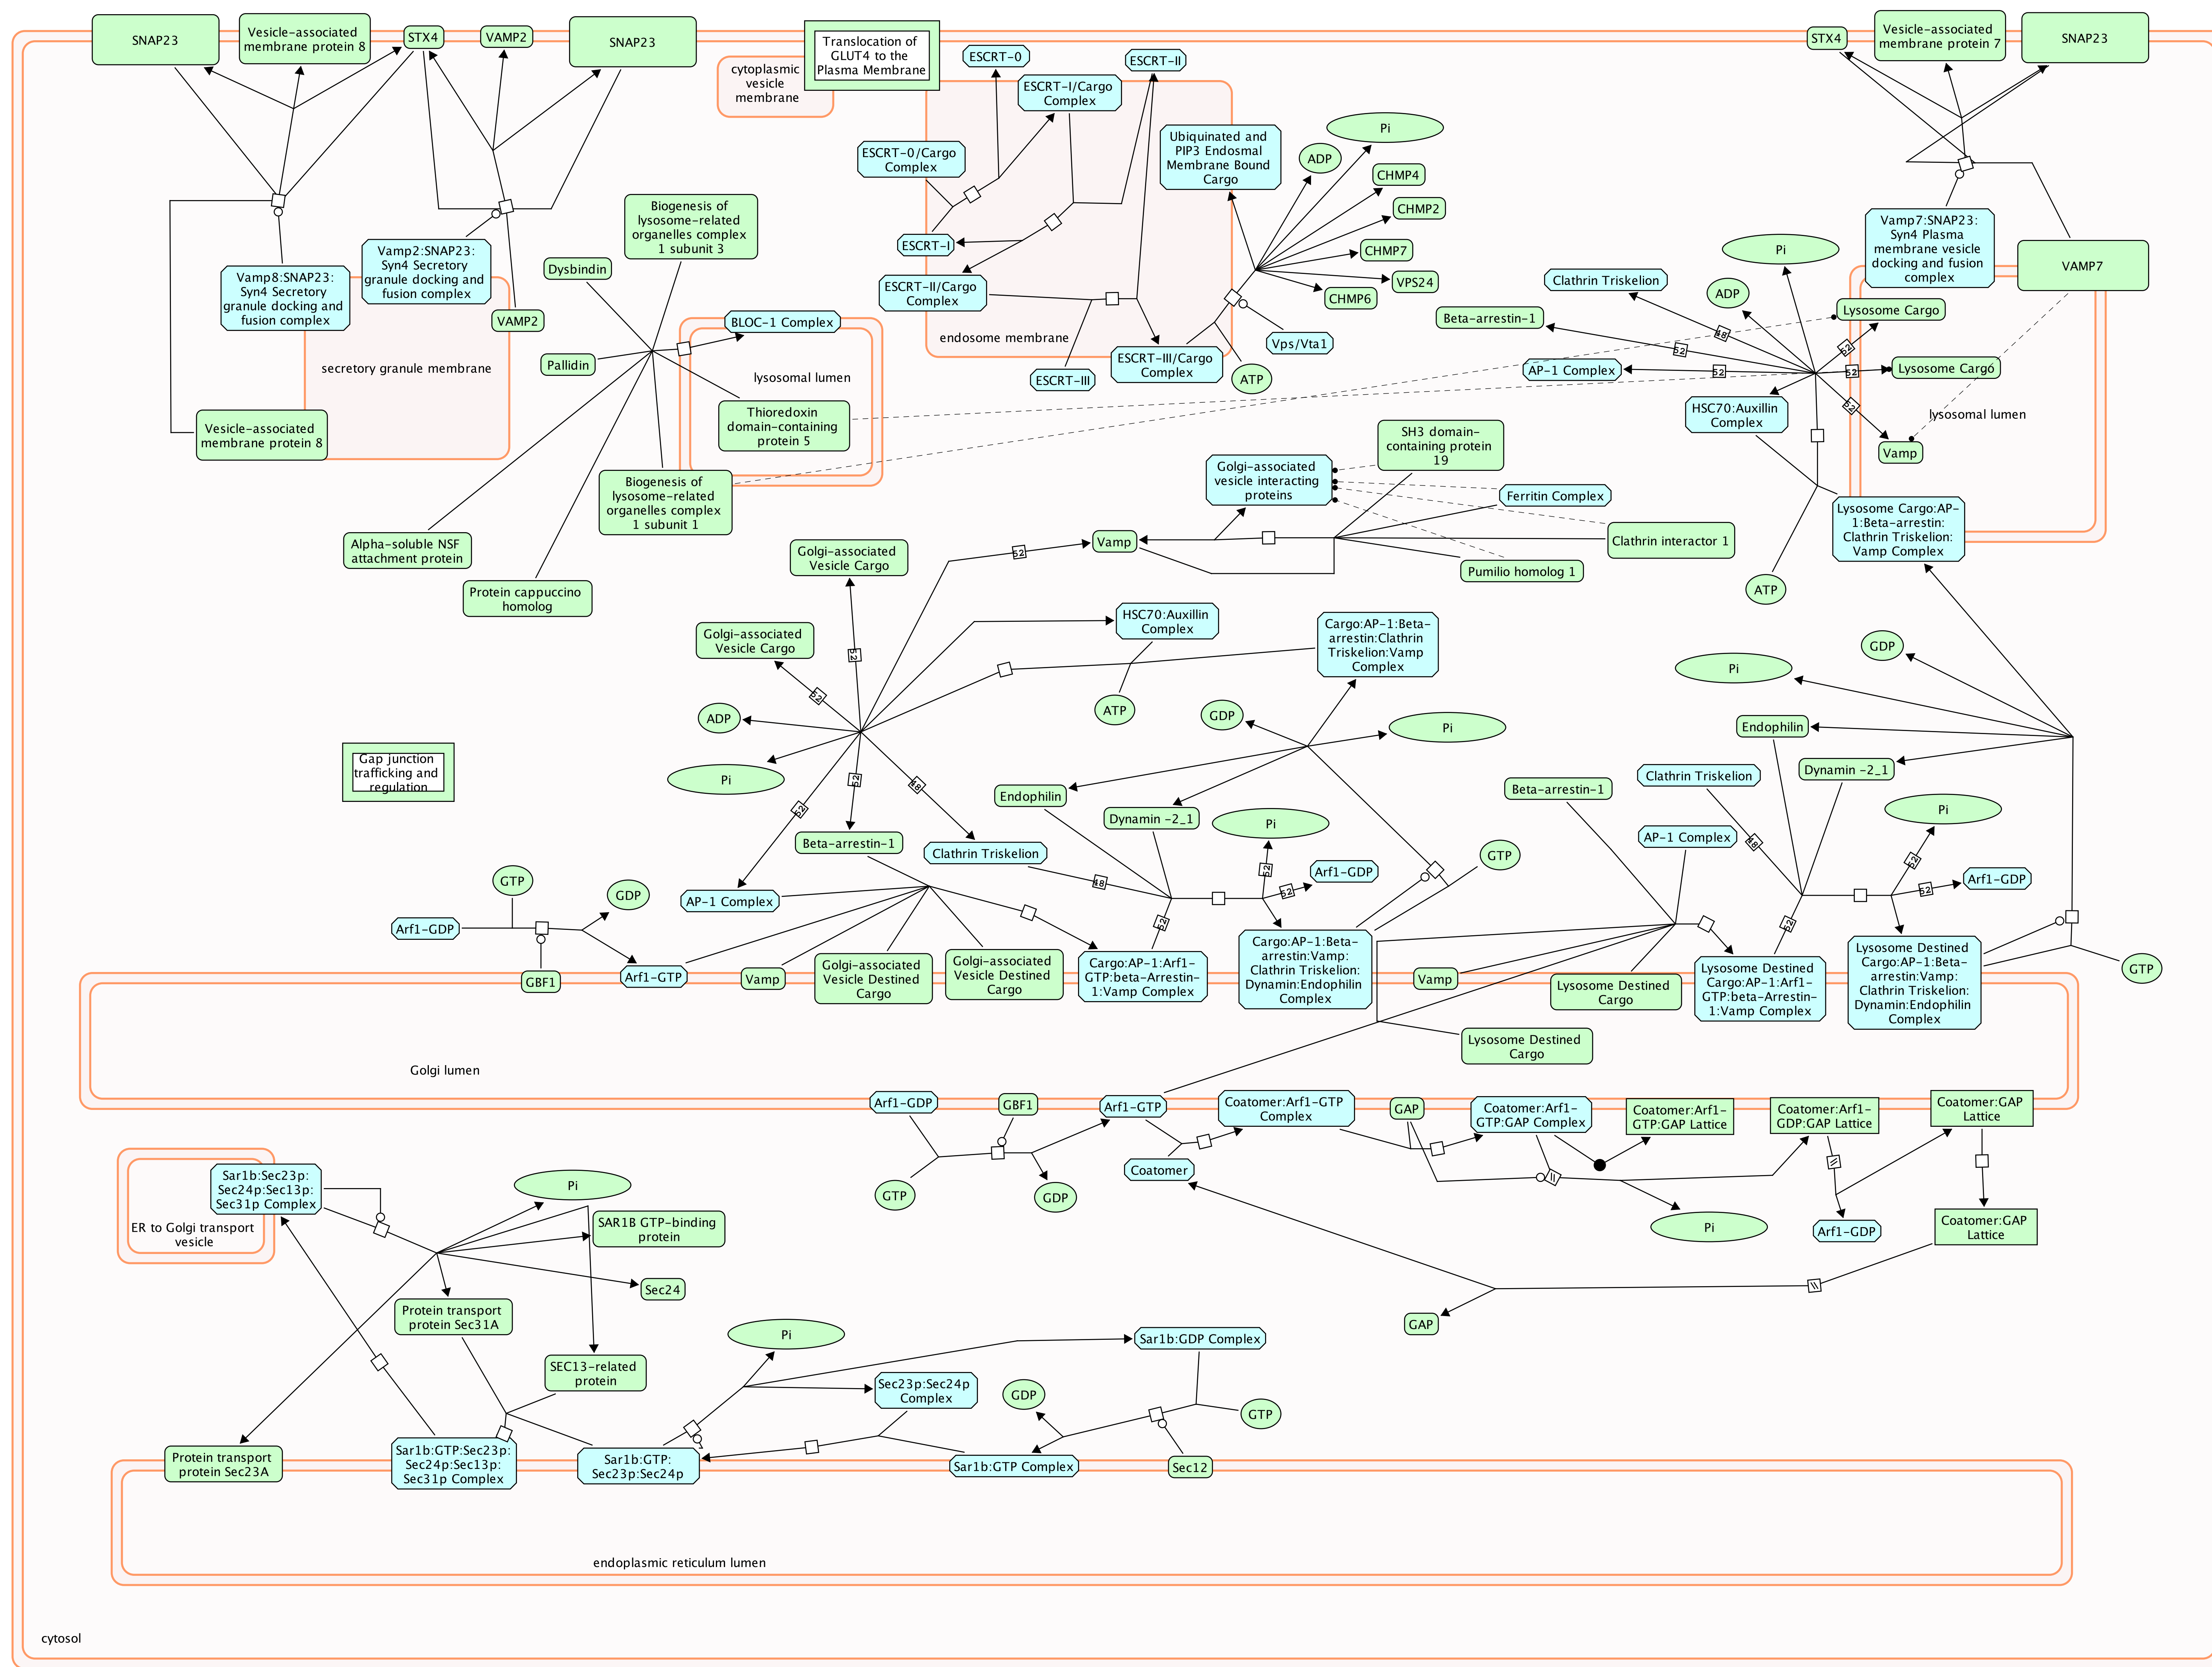 SNAP23
Vesicle-associated
membrane protein 8
STX4
VAMP2
SNAP23
Translocation of
GLUT4 to the
Plasma Membrane
cytoplasmic
vesicle
membrane
ESCRT-0
ESCRT-II
ESCRT-I/Cargo
Complex
STX4
Vesicle-associated
membrane protein 7
SNAP23
ESCRT-0/Cargo
Complex
Ubiquinated and
PIP3 Endosmal
Membrane Bound
Cargo
Pi
ADP
CHMP4
CHMP2
CHMP7
VPS24
CHMP6
Biogenesis of
lysosome-related
organelles complex
1 subunit 3
Vamp2:SNAP23:
Syn4 Secretory
granule docking and
fusion complex
Vamp8:SNAP23:
Syn4 Secretory
granule docking and
fusion complex
Dysbindin
VAMP2
ESCRT-I
ESCRT-II/Cargo
Complex
endosome membrane
ESCRT-III
ESCRT-III/Cargo
Complex
Vps/Vta1
ATP
Vamp7:SNAP23:
Syn4 Plasma
membrane vesicle
docking and fusion
complex
VAMP7
Pi
Clathrin Triskelion
ADP
Beta-arrestin-1
Lysosome Cargo
48
52
52
52
52
52
AP-1 Complex
Lysosome Cargo
HSC70:Auxillin
Complex
lysosomal lumen
Vamp
BLOC-1 Complex
Pallidin
lysosomal lumen
secretory granule membrane
Thioredoxin
domain-containing
protein 5
Vesicle-associated
membrane protein 8
Biogenesis of
lysosome-related
organelles complex
1 subunit 1
SH3 domain-
containing protein
19
Golgi-associated
vesicle interacting
proteins
Ferritin Complex
Lysosome Cargo:AP-
1:Beta-arrestin:
Clathrin Triskelion:
Vamp Complex
Alpha-soluble NSF
attachment protein
Protein cappuccino
homolog
Golgi-associated
Vesicle Cargo
52
Vamp
Clathrin interactor 1
Pumilio homolog 1
ATP
Golgi-associated
Vesicle Cargo
52
52
HSC70:Auxillin
Complex
Cargo:AP-1:Beta-
arrestin:Clathrin
Triskelion:Vamp
Complex
ADP
ATP
GDP
Pi
Pi
GDP
Pi
Endophilin
Dynamin -2_1
Clathrin Triskelion
Gap junction
trafficking and
regulation
Pi
52
52
48
Endophilin
Dynamin -2_1
Pi
Beta-arrestin-1
Pi
Beta-arrestin-1
Clathrin Triskelion
AP-1 Complex
48
GTP
GTP
GDP
AP-1 Complex
48
52
52
Arf1-GDP
52
52
Arf1-GDP
Arf1-GDP
52
52
GBF1
Arf1-GTP
Vamp
Golgi-associated
Vesicle Destined
Cargo
Golgi-associated
Vesicle Destined
Cargo
Cargo:AP-1:Arf1-
GTP:beta-Arrestin-
1:Vamp Complex
Cargo:AP-1:Beta-
arrestin:Vamp:
Clathrin Triskelion:
Dynamin:Endophilin
Complex
Vamp
Lysosome Destined
Cargo
Lysosome Destined
Cargo:AP-1:Arf1-
GTP:beta-Arrestin-
1:Vamp Complex
Lysosome Destined
Cargo:AP-1:Beta-
arrestin:Vamp:
Clathrin Triskelion:
Dynamin:Endophilin
Complex
GTP
Lysosome Destined
Cargo
Golgi lumen
Arf1-GDP
GBF1
Arf1-GTP
Coatomer:Arf1-GTP
Complex
GAP
Coatomer:Arf1-
GTP:GAP Complex
Coatomer:Arf1-
GTP:GAP Lattice
Coatomer:Arf1-
GDP:GAP Lattice
Coatomer:GAP
Lattice
Coatomer
GTP
GDP
Pi
Arf1-GDP
Coatomer:GAP
Lattice
Sar1b:Sec23p:
Sec24p:Sec13p:
Sec31p Complex
ER to Golgi transport
vesicle
Pi
SAR1B GTP-binding
protein
Sec24
Protein transport
protein Sec31A
GAP
Pi
Sar1b:GDP Complex
SEC13-related
protein
Sec23p:Sec24p
Complex
GDP
GTP
Protein transport
protein Sec23A
Sar1b:GTP:Sec23p:
Sec24p:Sec13p:
Sec31p Complex
Sar1b:GTP:
Sec23p:Sec24p
Sar1b:GTP Complex
Sec12
endoplasmic reticulum lumen
cytosol